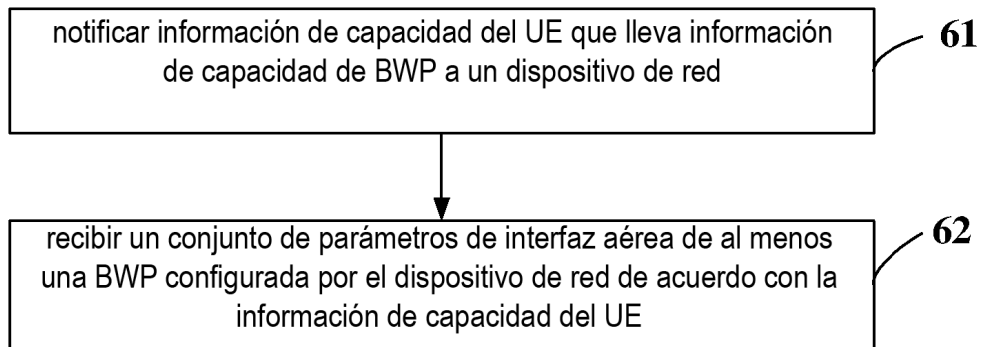 notificar información de capacidad del UE que lleva información
de capacidad de BWP a un dispositivo de red
61
recibir un conjunto de parámetros de interfaz aérea de al menos
una BWP configurada por el dispositivo de red de acuerdo con la
información de capacidad del UE
62